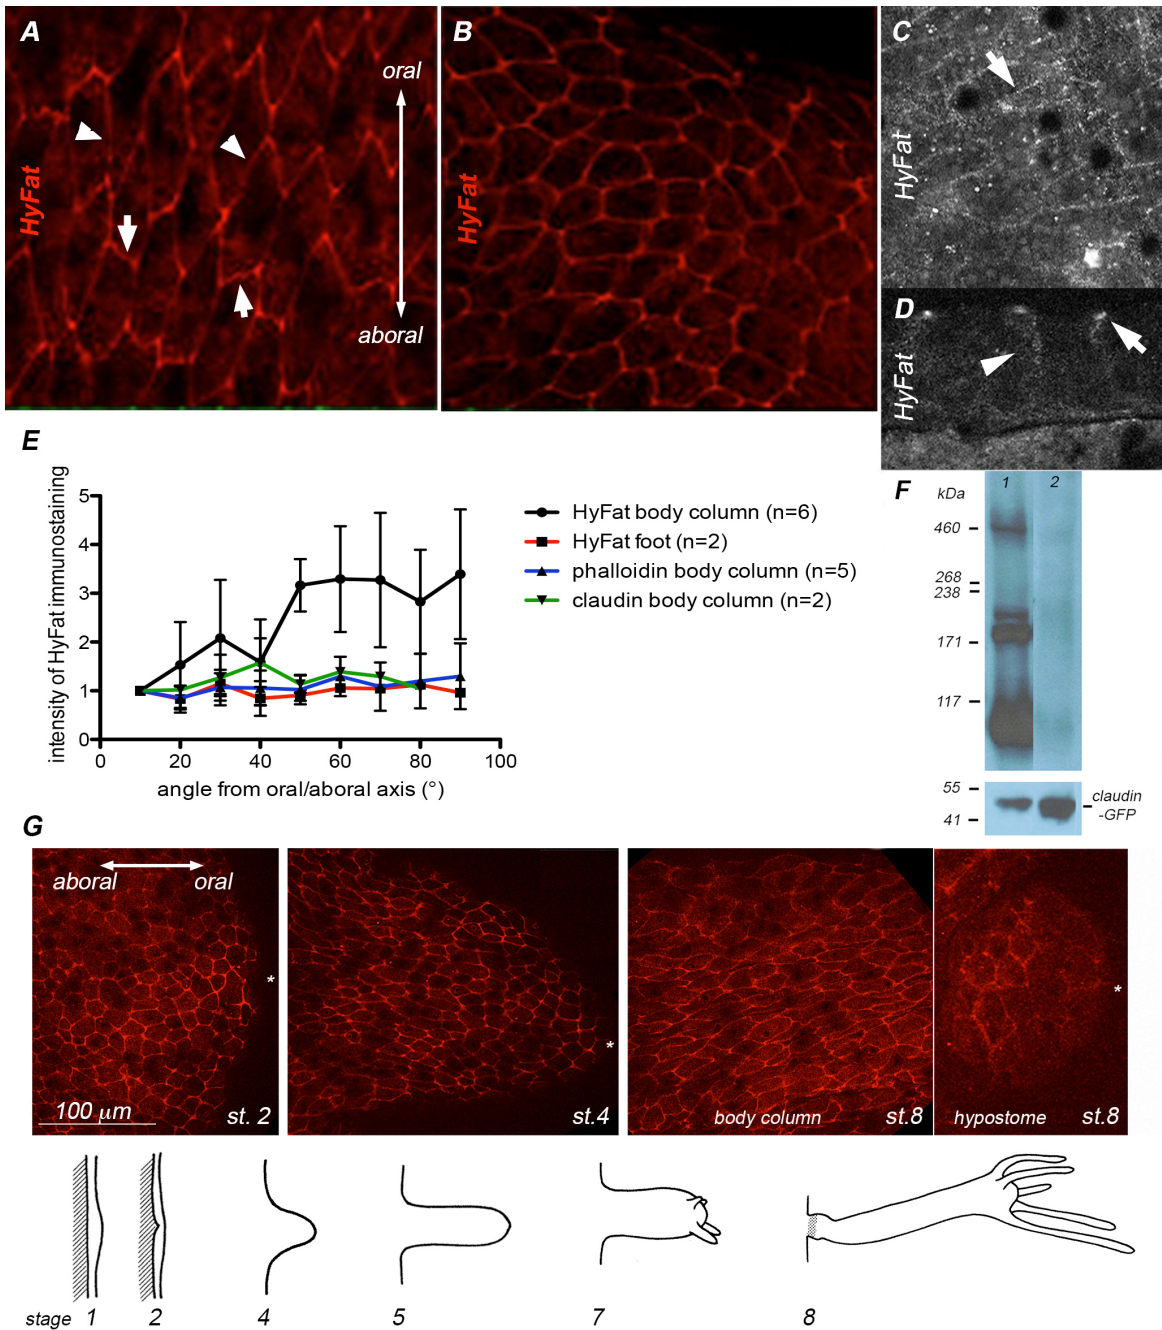 A
oral
aboral
HyFat
B
HyFat
C
HyFat
D
HyFat
E
intensity of HyFat immunostaining
5
4
3
2
1
0
0 20 40 60 80 100
angle from oral/aboral axis (°)
HyFat body column (n=6)
HyFat foot (n=2)
phalloidin body column (n=5)
claudin body column (n=2)
F
kDa
1 2
460
268
238
171
117
55
41
claudin
-GFP
G
aboral oral
*
100 μm
st. 2
*
st.4
body column st.8
*
hypostome st.8
stage 1 2 4 5 7 8